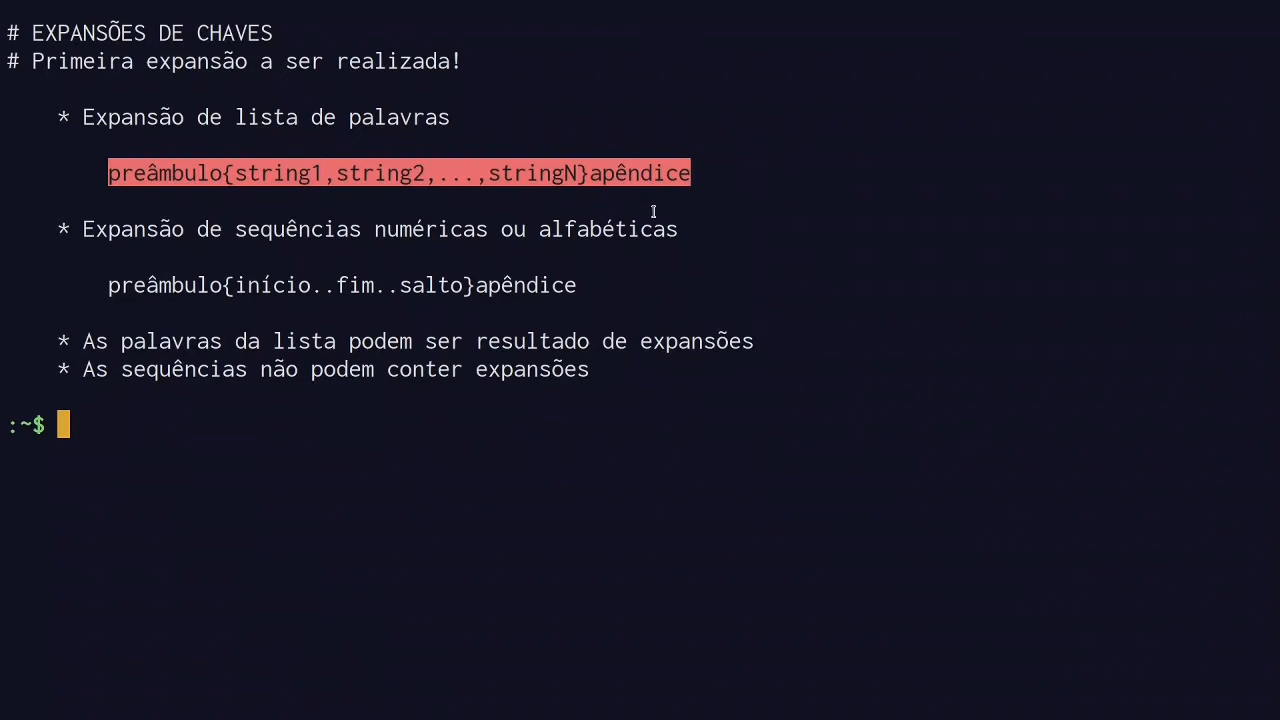 # EXPANSÕES DE CHAVES
# Primeira expansão a ser realizada!
* Expansão de lista de palavras
preâmbulo{string1,string2,...,stringN}apêndice
* Expansão de sequências numéricas ou alfabéticas
preâmbulo{início..fim..salto}apêndice
* As palavras da lista podem ser resultado de expansões
* As sequências não podem conter expansões
:~$